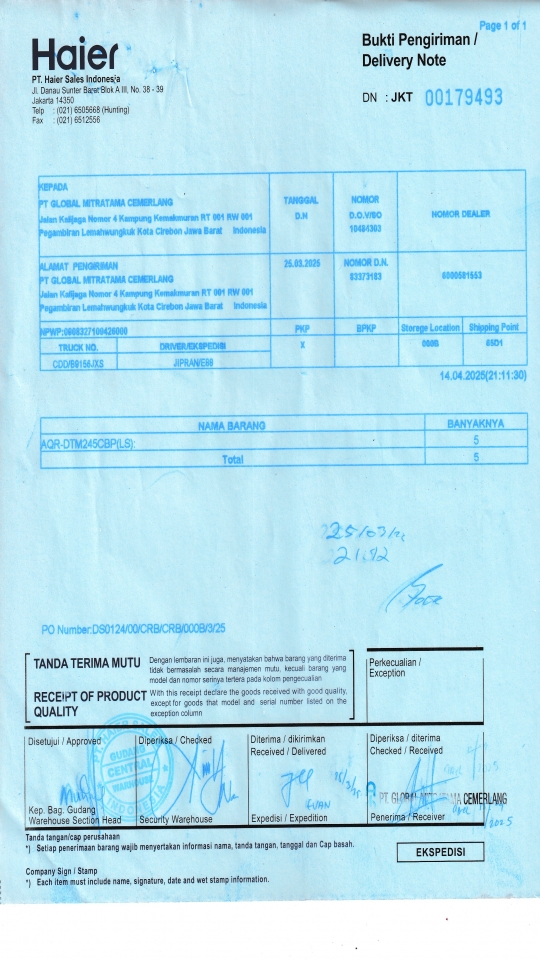 Page 1 of 1
Haier
Bukti Pengiriman /
Delivery Note
PT. Haier Sales Indonesia
Jl. Danau Sunter Barat Blok A III, No. 38 - 39
Jakarta 14350
Telp : (021) 6505668 (Hunting)
Fax : (021) 6512556
DN : JKT 00179493
KEPADA
PT GLOBAL MITRATAMA CEMERLANG
Jalan Kalijaga Nomor 4 Kampung Kemakmuran RT 001 RW 001
Pegambiran Lemahwungkuk Kota Cirebon Jawa Barat Indonesia
TANGGAL
D.N
NOMOR
D.O.V/SO
10484303
NOMOR DEALER
ALAMAT PENGIRIMAN
PT GLOBAL MITRATAMA CEMERLANG
Jalan Kalijaga Nomor 4 Kampung Kemakmuran RT 001 RW 001
Pegambiran Lemahwungkuk Kota Cirebon Jawa Barat Indonesia
25.03.2025
NOMOR D.N.
83373183
6000581553
NPWP:0668327109426000
PKP
BPKP
Storege Location
Shipping Point
TRUCK NO.
DRIVER/EKSPEDISI
X
000B
65D1
CDD/B9156JXS
JIPRAN/E69
14.04.2025(21:11:30)
NAMA BARANG
BANYAKNYA
AQR-DTM245CBP(LS):
5
Total
5
25/03/
21.12
PO Number:DS0124/00/CRB/CRB/000B/3/25
TANDA TERIMA MUTU
Dengan lembaran ini juga, menyatakan bahwa barang yang diterima
tidak bermasalah secara manajemen mutu, kecuali barang yang
model dan nomor serinya tertera pada kolom pengecualian
RECEIPT OF PRODUCT
QUALITY
With this receipt declare the goods received with good quality,
except for goods that model and serial number listed on the
exception column
Perkecualian /
Exception
Disetujui / Approved
Diperiksa / Checked
Diterima / dikirimkan
Received / Delivered
Diperiksa / diterima
Checked / Received
CENTRAL
WAREHOUSE
INDONESIA
PT. GLOBAL MITRATAMA CEMERLANG
Kep. Bag. Gudang
Warehouse Section Head
Security Warehouse
Expedisi / Expedition
Penerima / Receiver
2025
Tanda tangan/cap perusahaan
*) Setiap penerimaan barang wajib menyertakan informasi nama, tanda tangan, tanggal dan Cap basah.
EKSPEDISI
Company Sign / Stamp
*) Each item must include name, signature, date and wet stamp information.